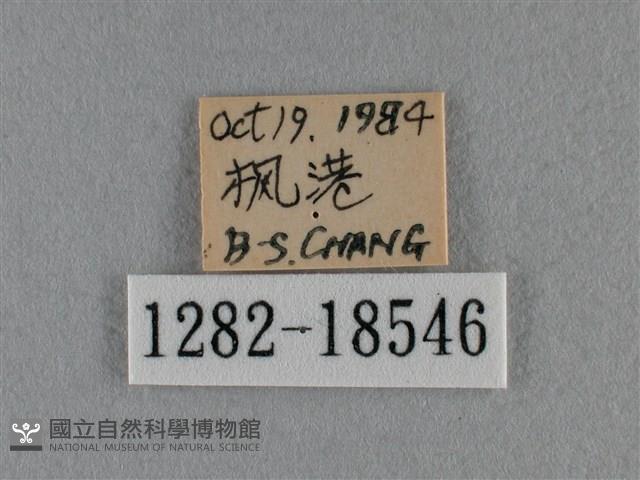 Oct 19. 1984
枫港
B-S. CHANG
1282-18546
國立自然科學博物館
NATIONAL MUSEUM OF NATURAL SCIENCE